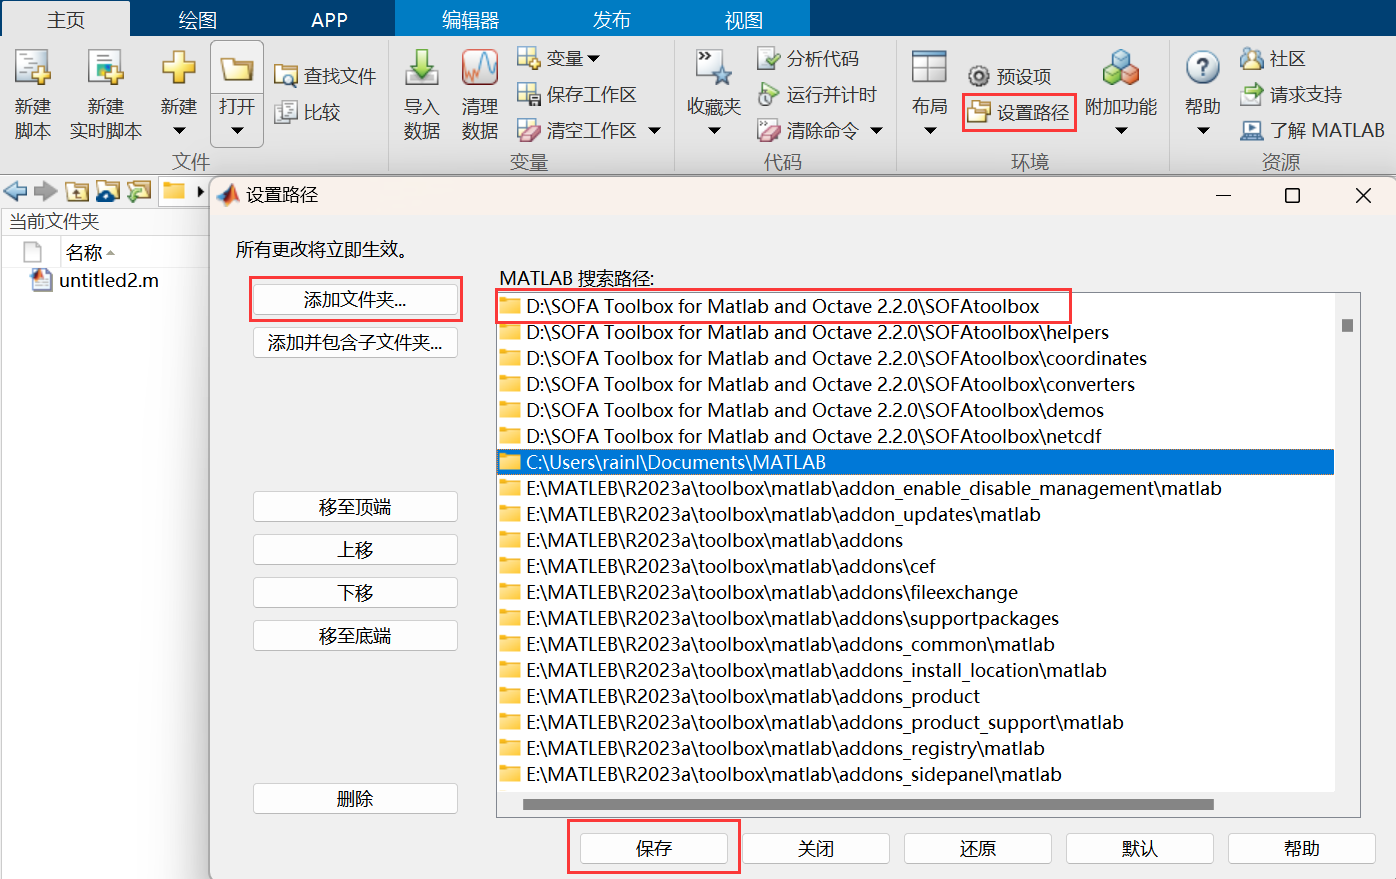 主页 绘图 APP 编辑器 发布 视图
新建
脚本
新建
实时脚本
新建
打开
查找文件
比较
文件
导入
数据
清理
数据
变量
保存工作区
清空工作区
变量
收藏夹
分析代码
运行并计时
清除命令
代码
布局
预设项
设置路径
附加功能
环境
帮助
社区
请求支持
了解 MATLAB
资源
当前文件夹
名称
untitled2.m
设置路径
所有更改将立即生效。
添加文件夹...
添加并包含子文件夹...
移至顶端
上移
下移
移至底端
删除
MATLAB 搜索路径:
D:\SOFA Toolbox for Matlab and Octave 2.2.0\SOFAtoolbox
D:\SOFA Toolbox for Matlab and Octave 2.2.0\SOFAtoolbox\helpers
D:\SOFA Toolbox for Matlab and Octave 2.2.0\SOFAtoolbox\coordinates
D:\SOFA Toolbox for Matlab and Octave 2.2.0\SOFAtoolbox\converters
D:\SOFA Toolbox for Matlab and Octave 2.2.0\SOFAtoolbox\demos
D:\SOFA Toolbox for Matlab and Octave 2.2.0\SOFAtoolbox\netcdf
C:\Users\rainl\Documents\MATLAB
E:\MATLEB\R2023a\toolbox\matlab\addon_enable_disable_management\matlab
E:\MATLEB\R2023a\toolbox\matlab\addon_updates\matlab
E:\MATLEB\R2023a\toolbox\matlab\addons
E:\MATLEB\R2023a\toolbox\matlab\addons\cef
E:\MATLEB\R2023a\toolbox\matlab\addons\fileexchange
E:\MATLEB\R2023a\toolbox\matlab\addons\supportpackages
E:\MATLEB\R2023a\toolbox\matlab\addons_common\matlab
E:\MATLEB\R2023a\toolbox\matlab\addons_install_location\matlab
E:\MATLEB\R2023a\toolbox\matlab\addons_product
E:\MATLEB\R2023a\toolbox\matlab\addons_product_support\matlab
E:\MATLEB\R2023a\toolbox\matlab\addons_registry\matlab
E:\MATLEB\R2023a\toolbox\matlab\addons_sidepanel\matlab
保存 关闭 还原 默认 帮助